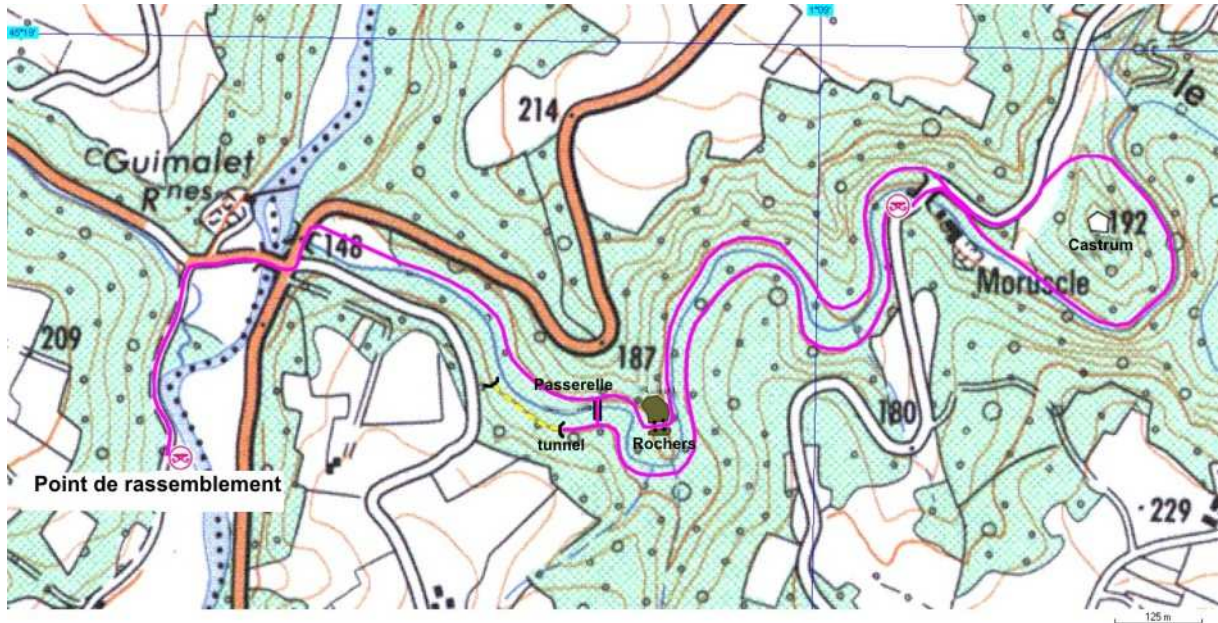 45°19'
1°09'
le
214
C Guimalet
Rnes
148
192
Castrum
Moruscle
209
187
Passerelle
180
tunnel
Rochers
Point de rassemblement
229
125 m